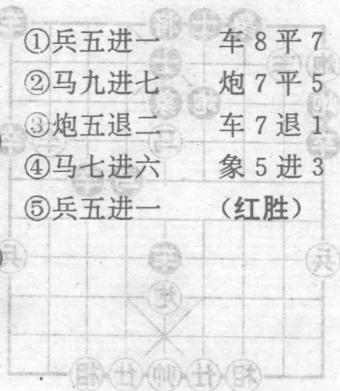 ①兵五进一 车8平7
②马九进七 炮7平5
③炮五退二 车7退1
④马七进六 象5进3
⑤兵五进一 （红胜）